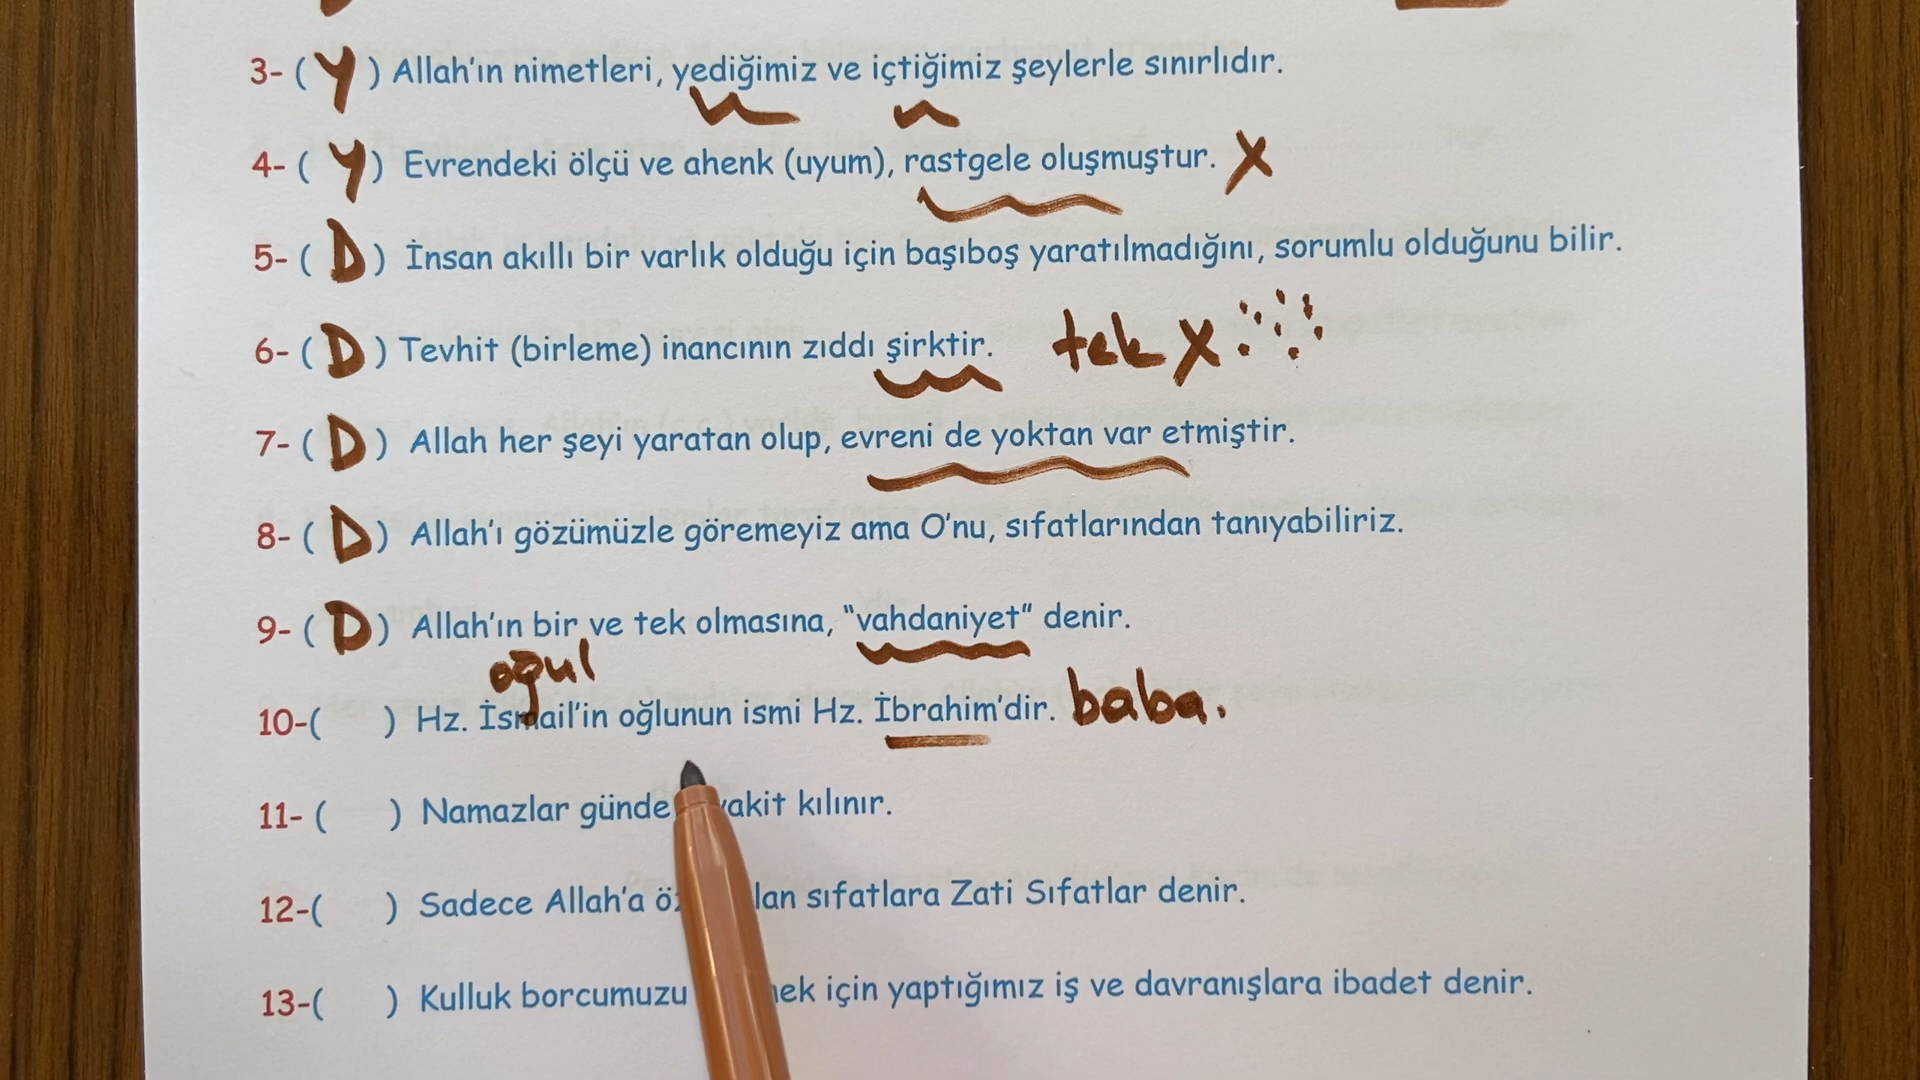 3- ( Y ) Allah'ın nimetleri, yediğimiz ve içtiğimiz şeylerle sınırlıdır.
4- ( Y ) Evrendeki ölçü ve ahenk (uyum), rastgele oluşmuştur. X
5- ( D ) İnsan akıllı bir varlık olduğu için başıboş yaratılmadığını, sorumlu olduğunu bilir.
6- ( D ) Tevhit (birleme) inancının zıddı şirktir. tek X
7- ( D ) Allah her şeyi yaratan olup, evreni de yoktan var etmiştir.
8- ( D ) Allah'ı gözümüzle göremeyiz ama O'nu, sıfatlarından tanıyabiliriz.
9- ( D ) Allah'ın bir ve tek olmasına, "vahdaniyet" denir.
oğul
10-( ) Hz. İsmail'in oğlunun ismi Hz. İbrahim'dir. baba.
11- ( ) Namazlar günde vakit kılınır.
12-( ) Sadece Allah'a sıfatlara Zati Sıfatlar denir.
13-( ) Kulluk borcumuzu için yaptığımız iş ve davranışlara ibadet denir.